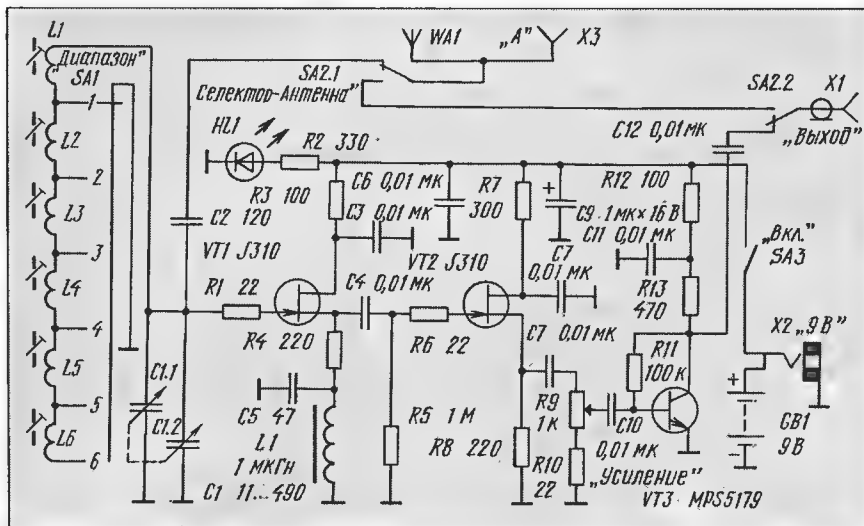 L1
WA1 "А" X3
"Диапазон"
SA1
SA2.1
Селектор-Антенна"
SA2.2
X1
1
HL1
C12 0,01 мк
"Выход"
L2
R2 330
R3 100
C6 0,01 мк
R7
300
R12 100
2
C2 120
C3 0,01 мк
C9 1 мк × 16 В
C11 0,01 мк
"Вкл."
SA3
L3
VT1 J310
VT2 J310
C7
0,01 мк
3
R1 22
C4
0,01 мк
R13
470
L4
X2 "9 В"
4
R4 220
R6 22
C7 0,01 мк
R11
100 к
L5
C1.1
+
5
C1.2
C5 47
R5 1 М
R9
1 к
C10
0,01 мк
GB1
9 В
L1
1 мкГн
R8 220
L6
6
C1 11...490
R10
22
"Усиление"
VT3 MPS5179